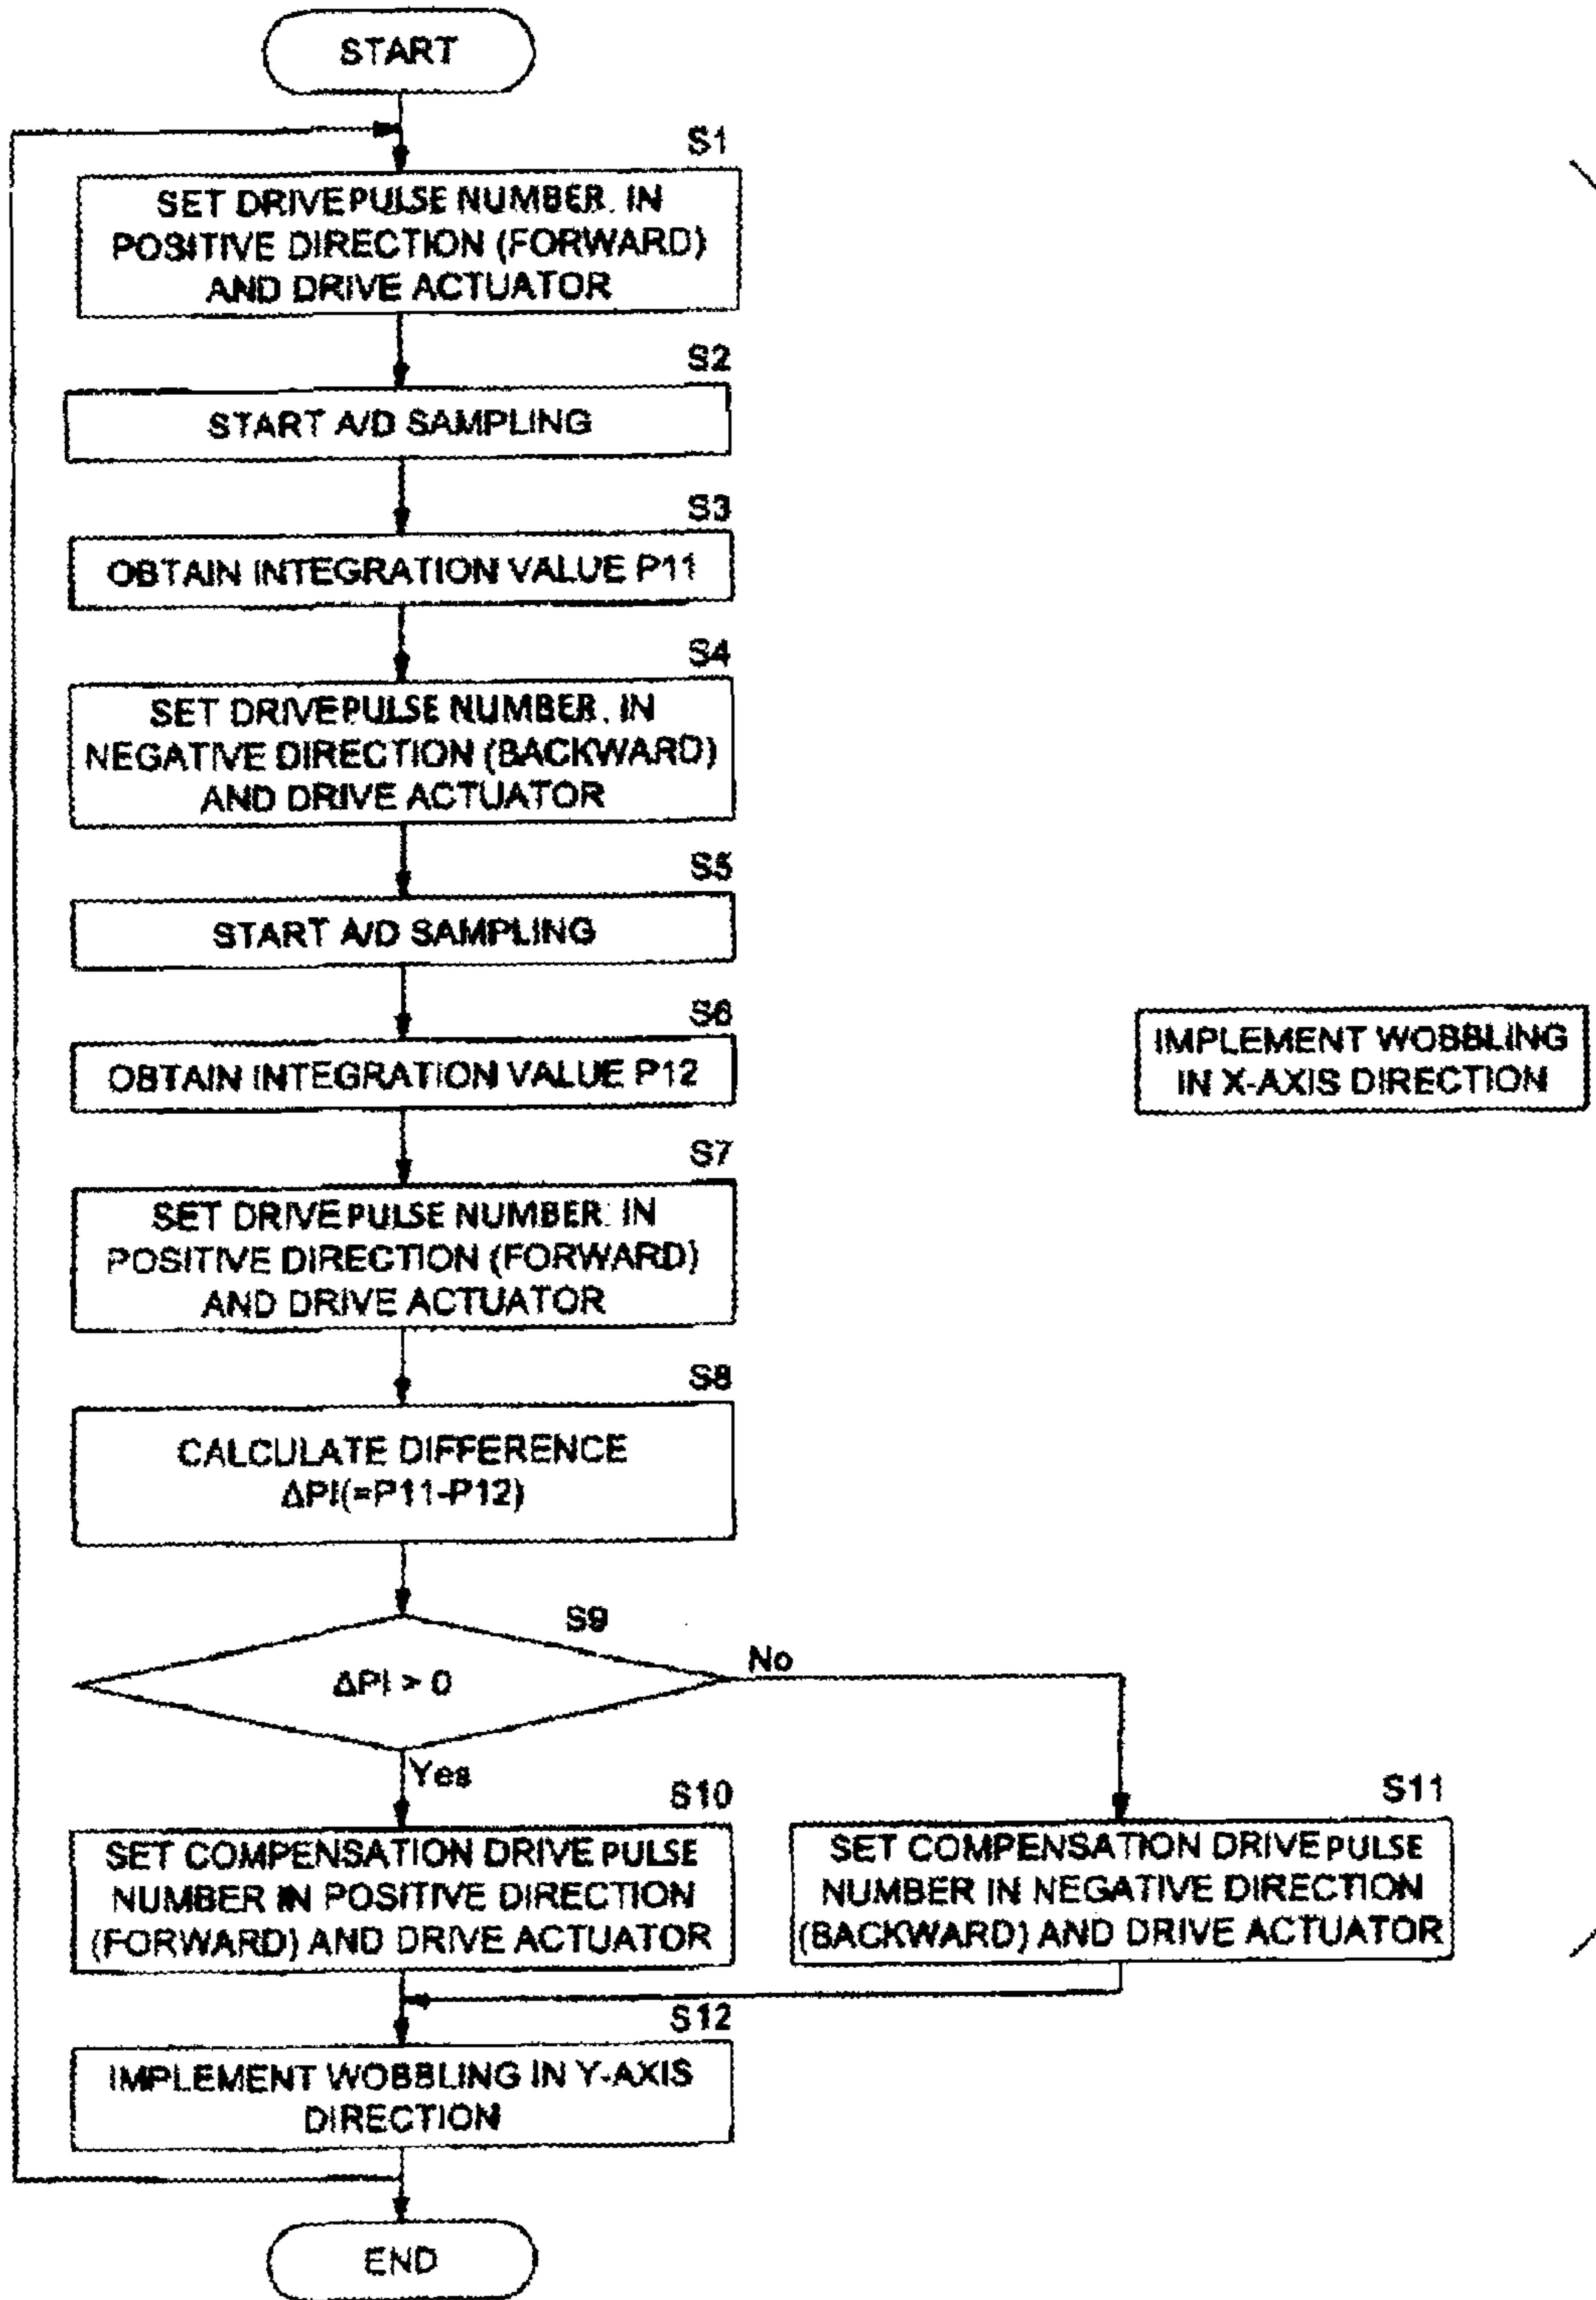 START
S1
SET DRIVE PULSE NUMBER. IN
POSITIVE DIRECTION (FORWARD)
AND DRIVE ACTUATOR
S2
START A/D SAMPLING
S3
OBTAIN INTEGRATION VALUE P11
S4
SET DRIVE PULSE NUMBER. IN
NEGATIVE DIRECTION (BACKWARD)
AND DRIVE ACTUATOR
S5
START A/D SAMPLING
S6
OBTAIN INTEGRATION VALUE P12
IMPLEMENT WOBBLING
IN X-AXIS DIRECTION
S7
SET DRIVE PULSE NUMBER. IN
POSITIVE DIRECTION (FORWARD)
AND DRIVE ACTUATOR
S8
CALCULATE DIFFERENCE
ΔPI(=P11-P12)
S9
ΔPI > 0
No
Yes
S10
SET COMPENSATION DRIVE PULSE
NUMBER IN POSITIVE DIRECTION
(FORWARD) AND DRIVE ACTUATOR
S11
SET COMPENSATION DRIVE PULSE
NUMBER IN NEGATIVE DIRECTION
(BACKWARD) AND DRIVE ACTUATOR
S12
IMPLEMENT WOBBLING IN Y-AXIS
DIRECTION
END